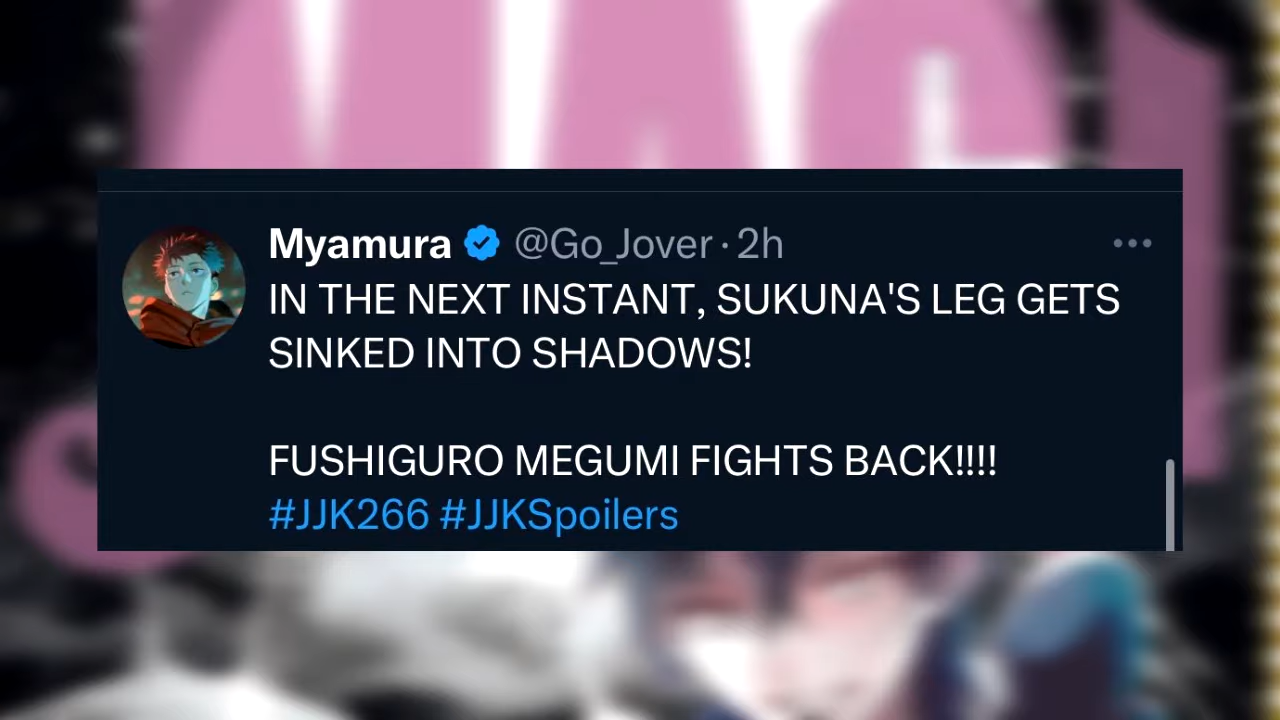 Myamura @Go_Jover · 2h
IN THE NEXT INSTANT, SUKUNA'S LEG GETS
SINKED INTO SHADOWS!
FUSHIGURO MEGUMI FIGHTS BACK!!!!
#JJK266 #JJKSpoilers